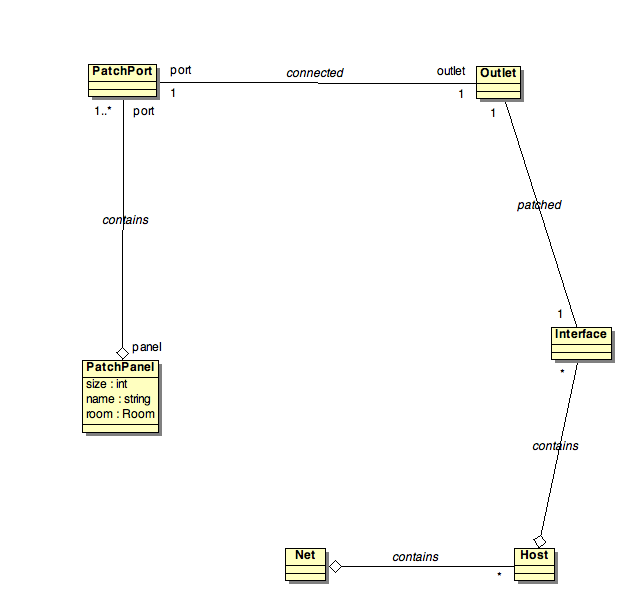 PatchPort
port
connected
outlet
Outlet
1
1
1..*
port
1
contains
patched
1
panel
Interface
PatchPanel
*
size : int
name : string
room : Room
contains
Net
contains
Host
*